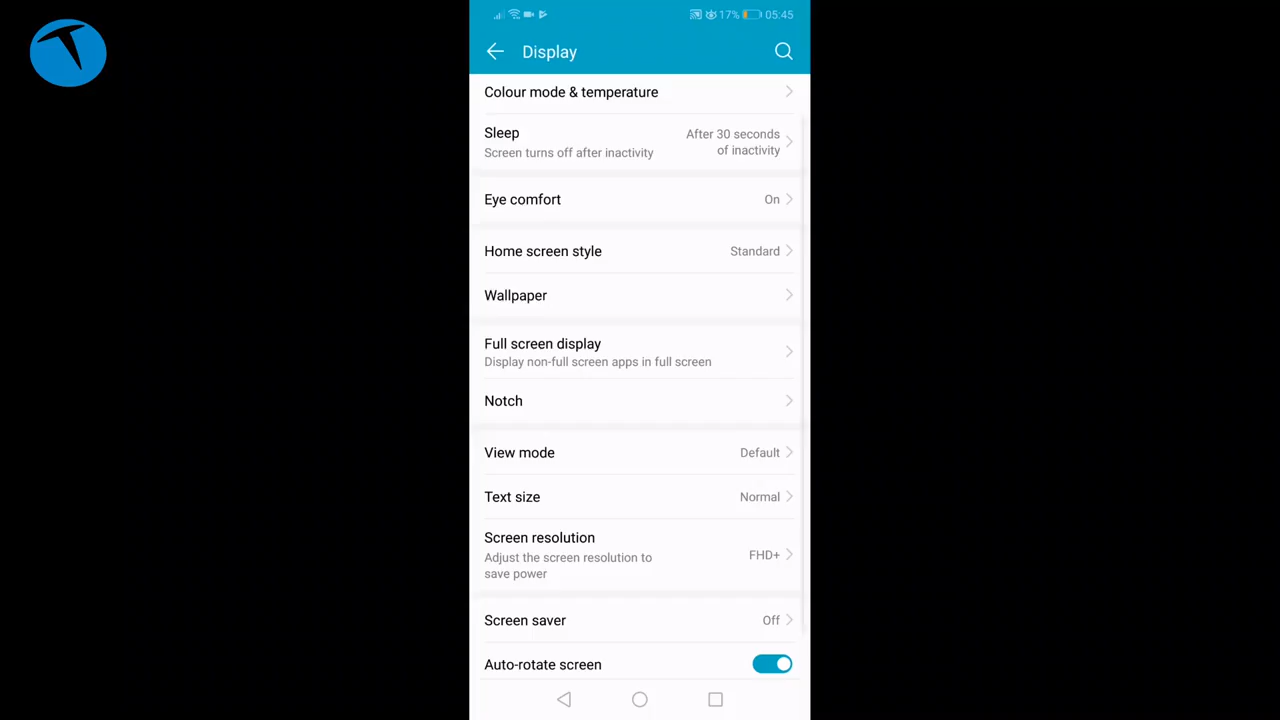 17% 05:45
Display
Colour mode & temperature
Sleep
Screen turns off after inactivity
After 30 seconds
of inactivity
Eye comfort
On
Home screen style
Standard
Wallpaper
Full screen display
Display non-full screen apps in full screen
Notch
View mode
Default
Text size
Normal
Screen resolution
Adjust the screen resolution to
save power
FHD+
Screen saver
Off
Auto-rotate screen